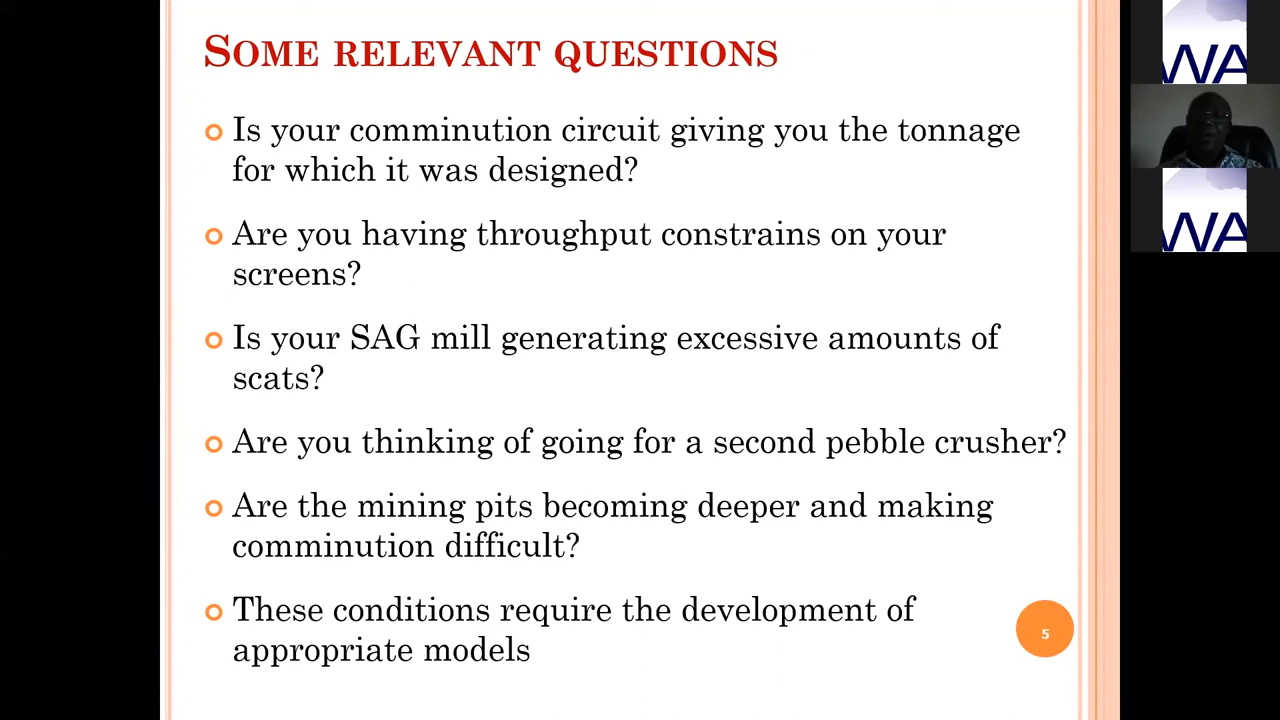 SOME RELEVANT QUESTIONS
Is your comminution circuit giving you the tonnage
for which it was designed?
Are you having throughput constrains on your
screens?
Is your SAG mill generating excessive amounts of
scats?
Are you thinking of going for a second pebble crusher?
Are the mining pits becoming deeper and making
comminution difficult?
These conditions require the development of
appropriate models
5
WA
WA